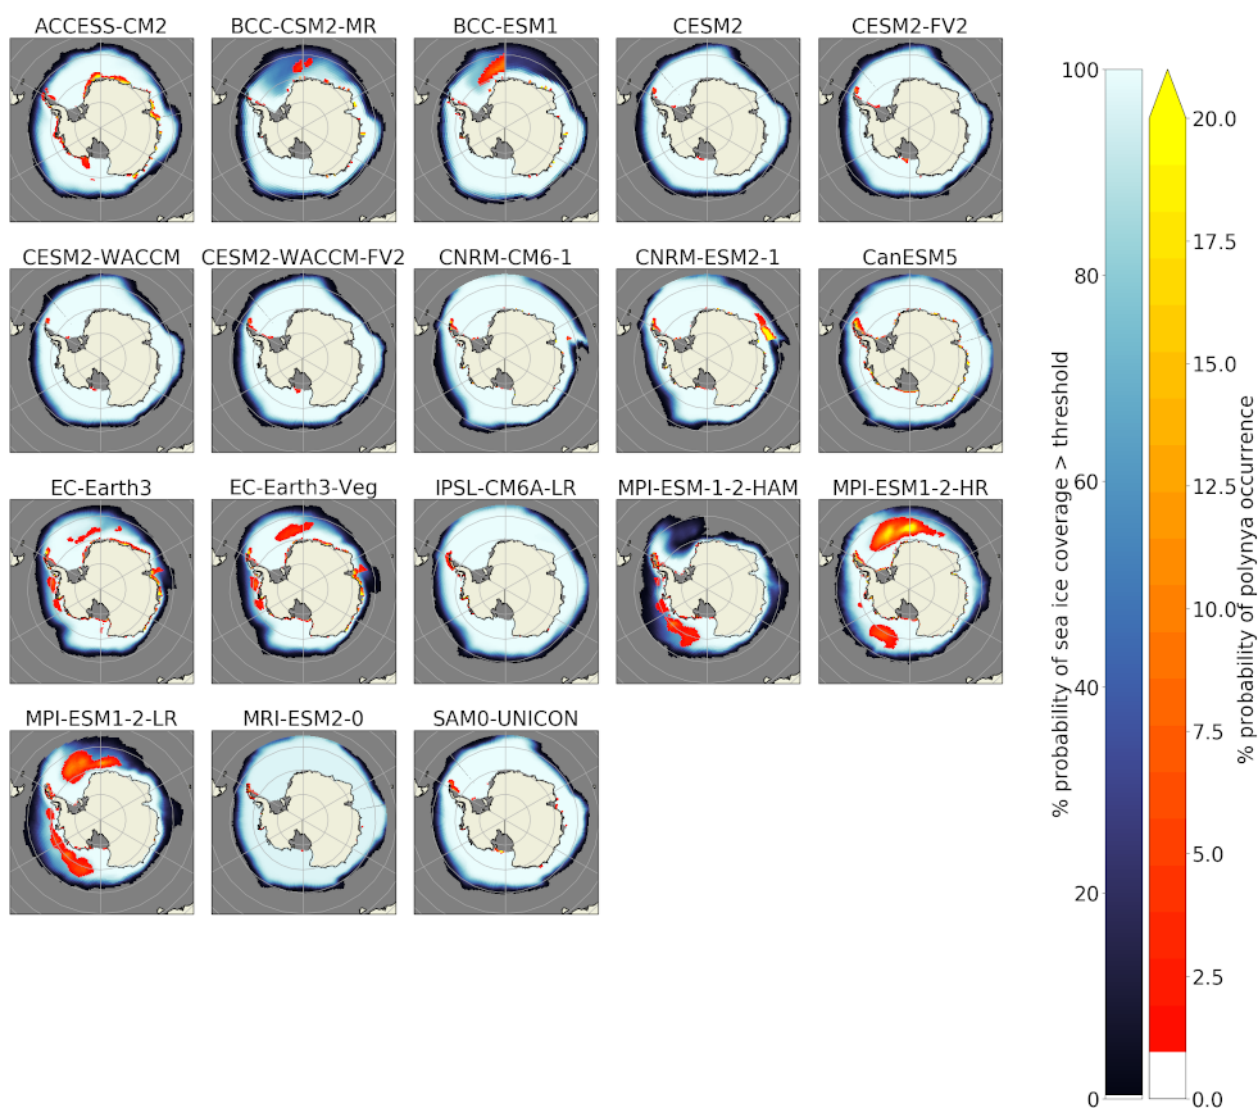 ACCESS-CM2 BCC-CSM2-MR BCC-ESM1 CESM2 CESM2-FV2
CESM2-WACCM CESM2-WACCM-FV2 CNRM-CM6-1 CNRM-ESM2-1 CanESM5
EC-Earth3 EC-Earth3-Veg IPSL-CM6A-LR MPI-ESM-1-2-HAM MPI-ESM1-2-HR
MPI-ESM1-2-LR MRI-ESM2-0 SAM0-UNICON
100
80
60
40
20
0
% probability of sea ice coverage > threshold
20.0
17.5
15.0
12.5
10.0
7.5
5.0
2.5
0.0
% probability of polynya occurrence